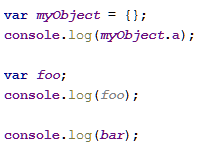 var myObject = {};
console.log(myObject.a);
var foo;
console.log(foo);
console.log(bar);